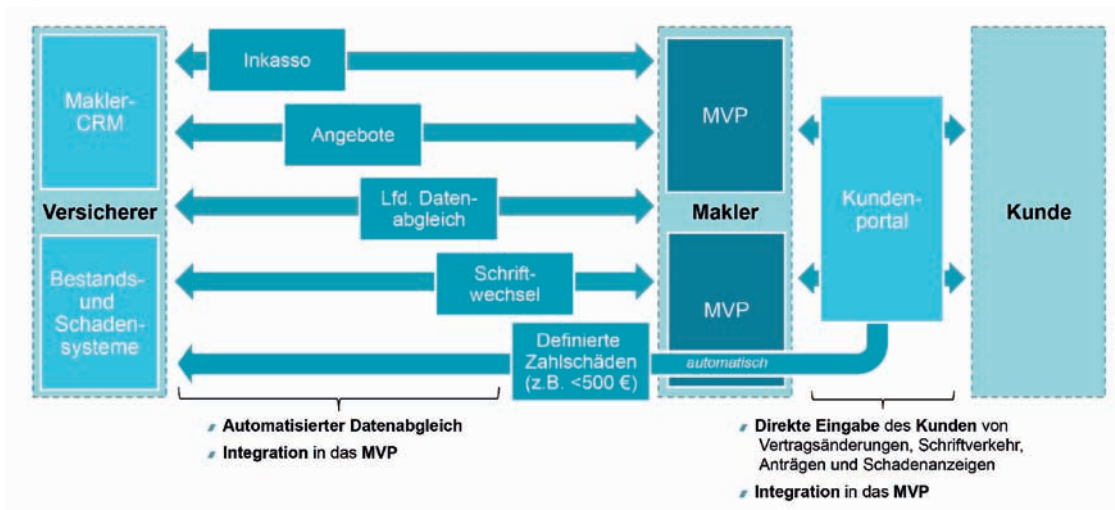 Makler-
CRM
Versicherer
Bestands-
und
Schaden-
systeme
Inkasso
Angebote
Lfd. Daten-
abgleich
Schrift-
wechsel
Definierte
Zahlschäden
(z.B. <500 €)
automatisch
MVP
Makler
MVP
Kunden-
portal
Kunde
Automatisierter Datenabgleich
Integration in das MVP
Direkte Eingabe des Kunden von
Vertragsänderungen, Schriftverkehr,
Anträgen und Schadenanzeigen
Integration in das MVP